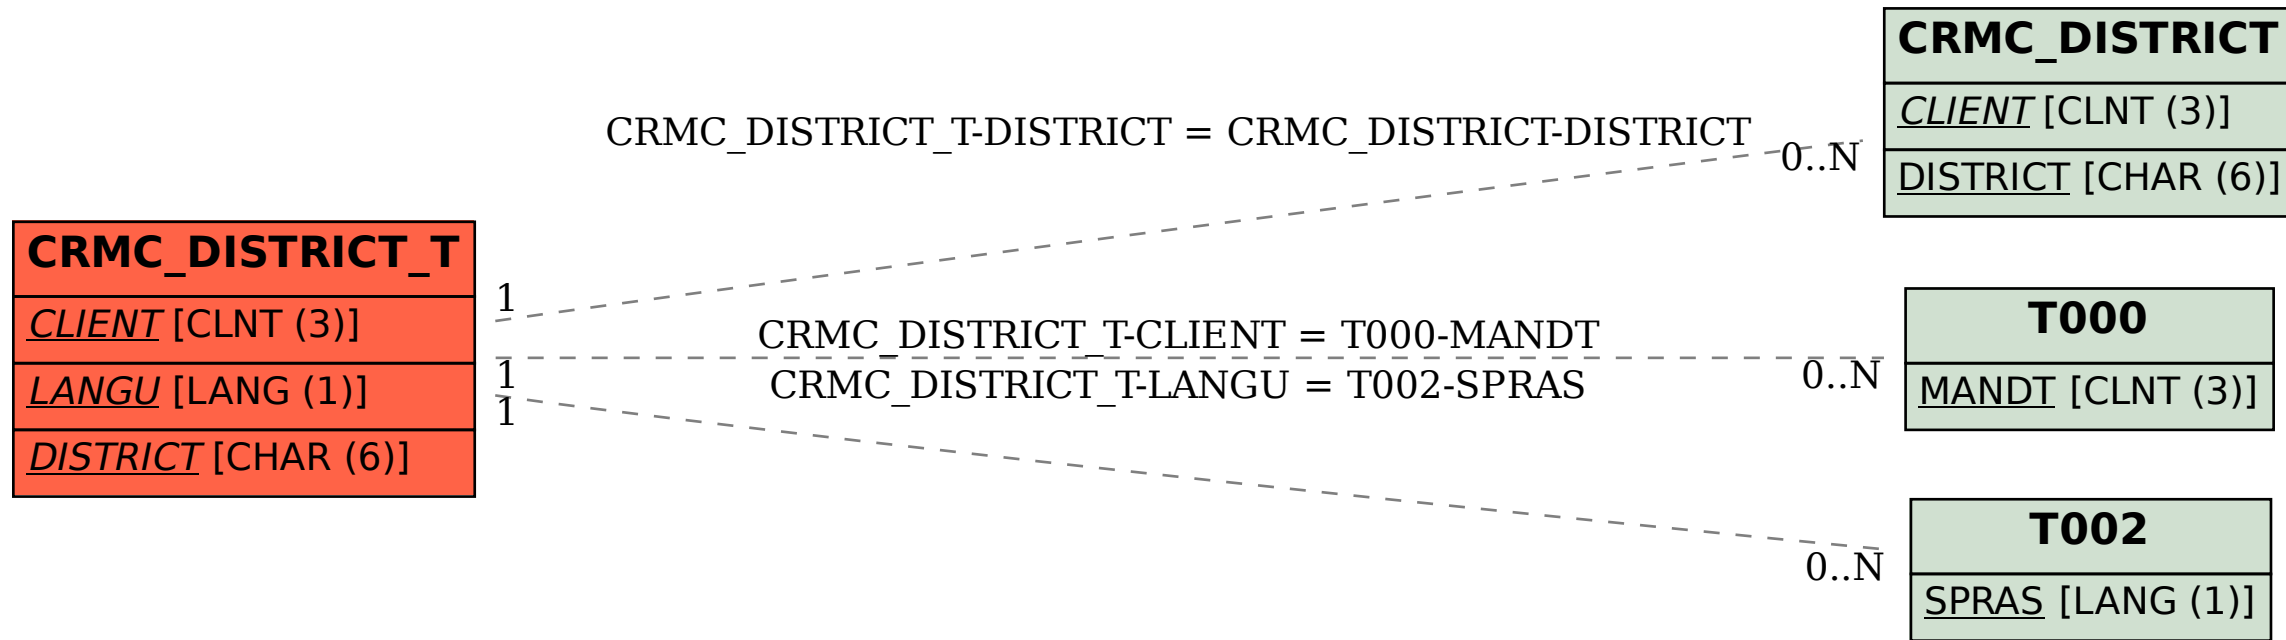 CRMC_DISTRICT
CLIENT [CLNT (3)]
DISTRICT [CHAR (6)]
CRMC_DISTRICT_T-DISTRICT = CRMC_DISTRICT-DISTRICT
0..N
CRMC_DISTRICT_T
CLIENT [CLNT (3)]
LANGU [LANG (1)]
DISTRICT [CHAR (6)]
1
CRMC_DISTRICT_T-CLIENT = T000-MANDT
1
0..N
CRMC_DISTRICT_T-LANGU = T002-SPRAS
1
T000
MANDT [CLNT (3)]
0..N
T002
SPRAS [LANG (1)]